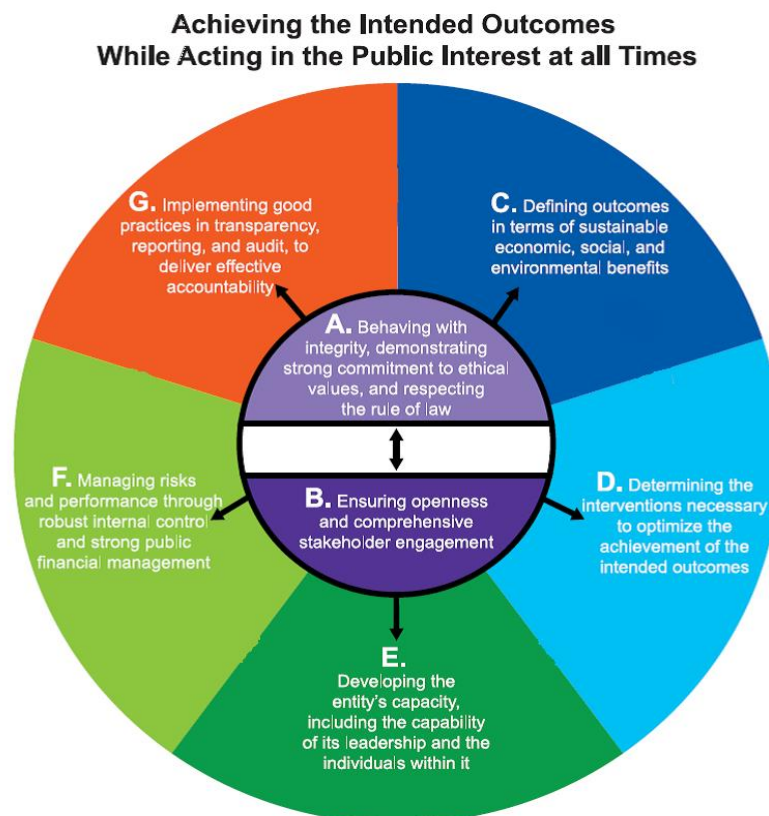 Achieving the Intended Outcomes
While Acting in the Public Interest at all Times
G. Implementing good
practices in transparency,
reporting, and audit, to
deliver effective
accountability
C. Defining outcomes
in terms of sustainable
economic, social, and
environmental benefits
A. Behaving with
integrity, demonstrating
strong commitment to ethical
values, and respecting
the rule of law
B. Ensuring openness
and comprehensive
stakeholder engagement
F. Managing risks
and performance through
robust internal control
and strong public
financial management
D. Determining the
interventions necessary
to optimize the
achievement of the
intended outcomes
E.
Developing the
entity's capacity,
including the capability
of its leadership and the
individuals within it